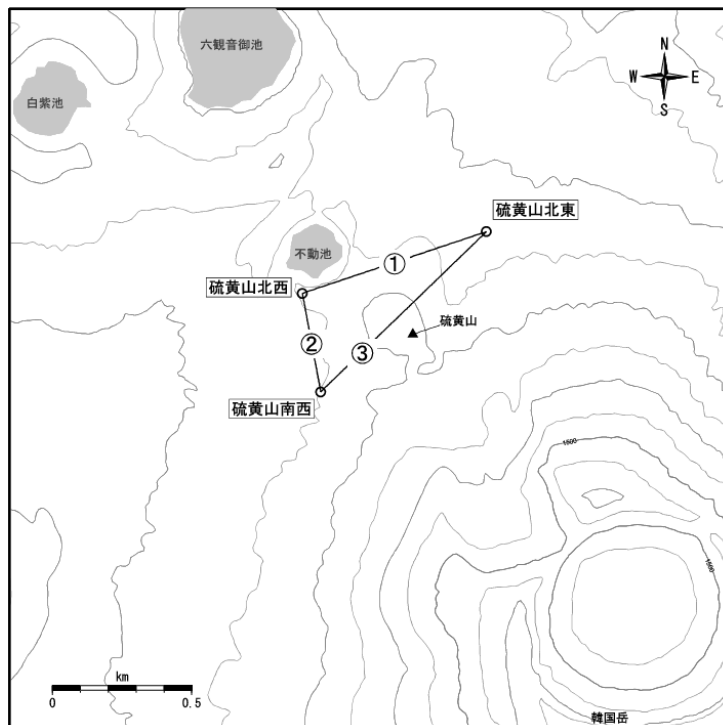 六観音御池
白紫池
N
W E
S
硫黄山北東
不動池
①
硫黄山北西
硫黄山
②
③
硫黄山南西
1600
1500
km
0 0.5
韓国岳